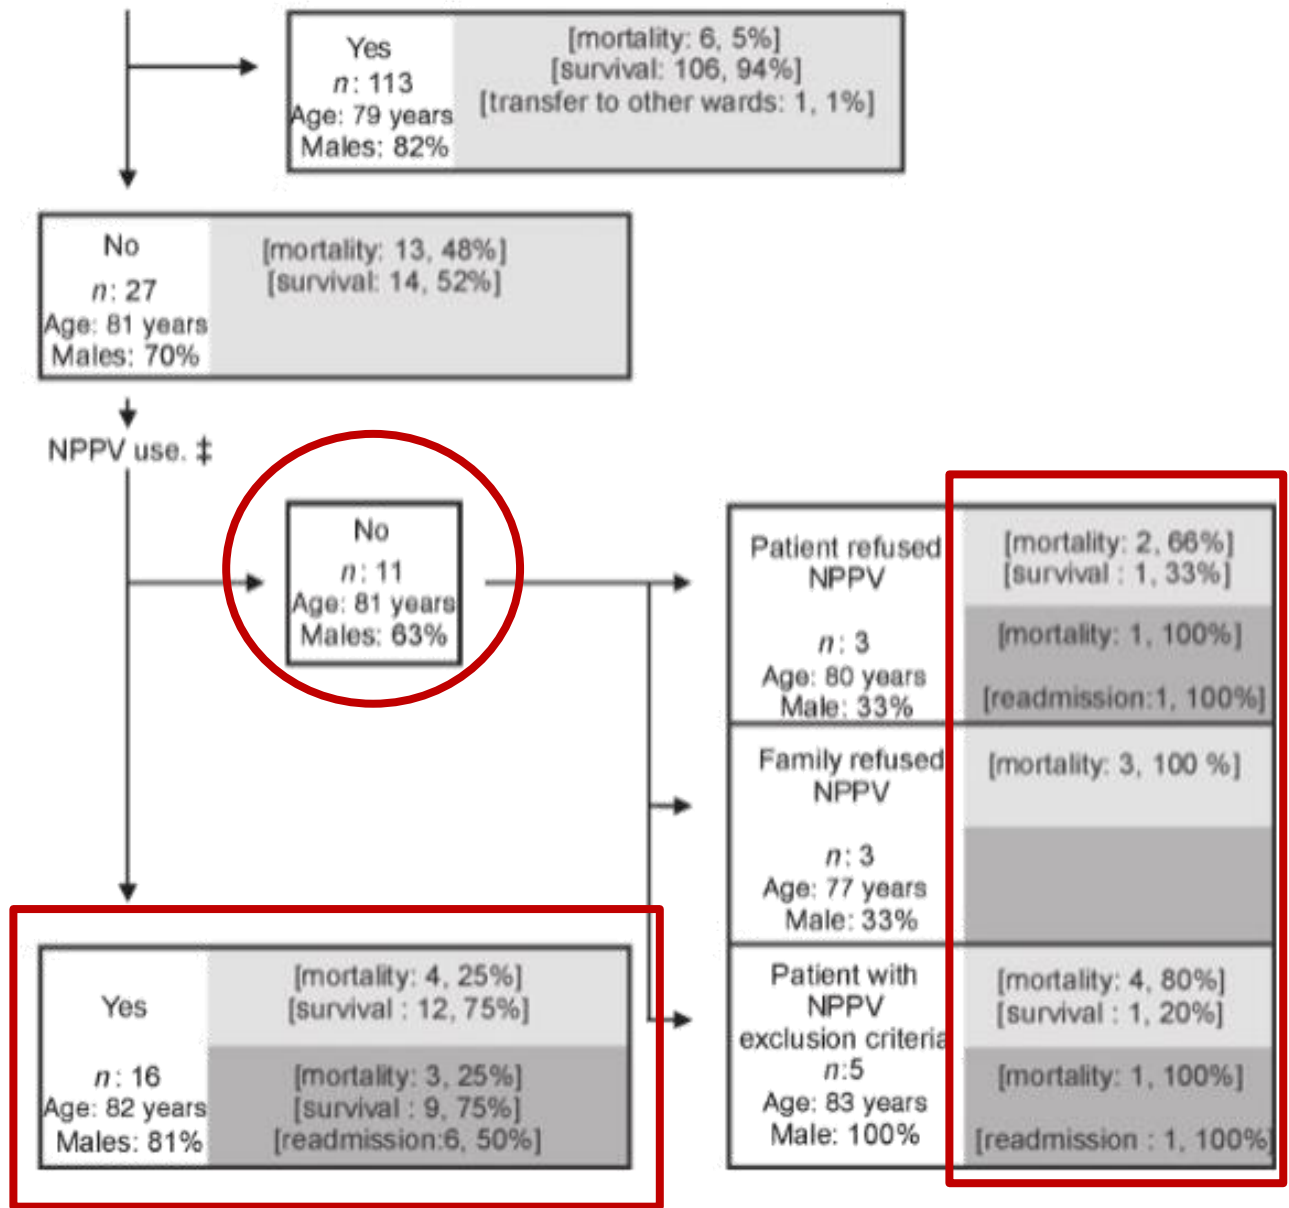 Yes
n: 113
Age: 79 years
Males: 82%
[mortality: 6, 5%]
[survival: 106, 94%]
[transfer to other wards: 1, 1%]
No
n: 27
Age: 81 years
Males: 70%
[mortality: 13, 48%]
[survival: 14, 52%]
NPPV use. ‡
No
n: 11
Age: 81 years
Males: 63%
Patient refused
NPPV
n: 3
Age: 80 years
Male: 33%
[mortality: 2, 66%]
[survival : 1, 33%]
[mortality: 1, 100%]
[readmission:1, 100%]
Family refused
NPPV
n: 3
Age: 77 years
Male: 33%
[mortality: 3, 100 %]
Patient with
NPPV
exclusion criteria
n:5
Age: 83 years
Male: 100%
[mortality: 4, 80%]
[survival : 1, 20%]
[mortality: 1, 100%]
[readmission : 1, 100%]
Yes
n: 16
Age: 82 years
Males: 81%
[mortality: 4, 25%]
[survival : 12, 75%]
[mortality: 3, 25%]
[survival : 9, 75%]
[readmission:6, 50%]